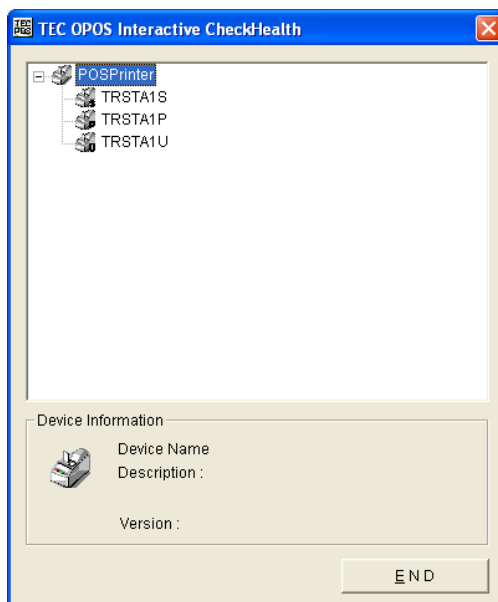 TEC OPOS Interactive CheckHealth
POSPrinter
TRSTA1S
TRSTA1P
TRSTA1U
Device Information
Device Name
Description :
Version :
END